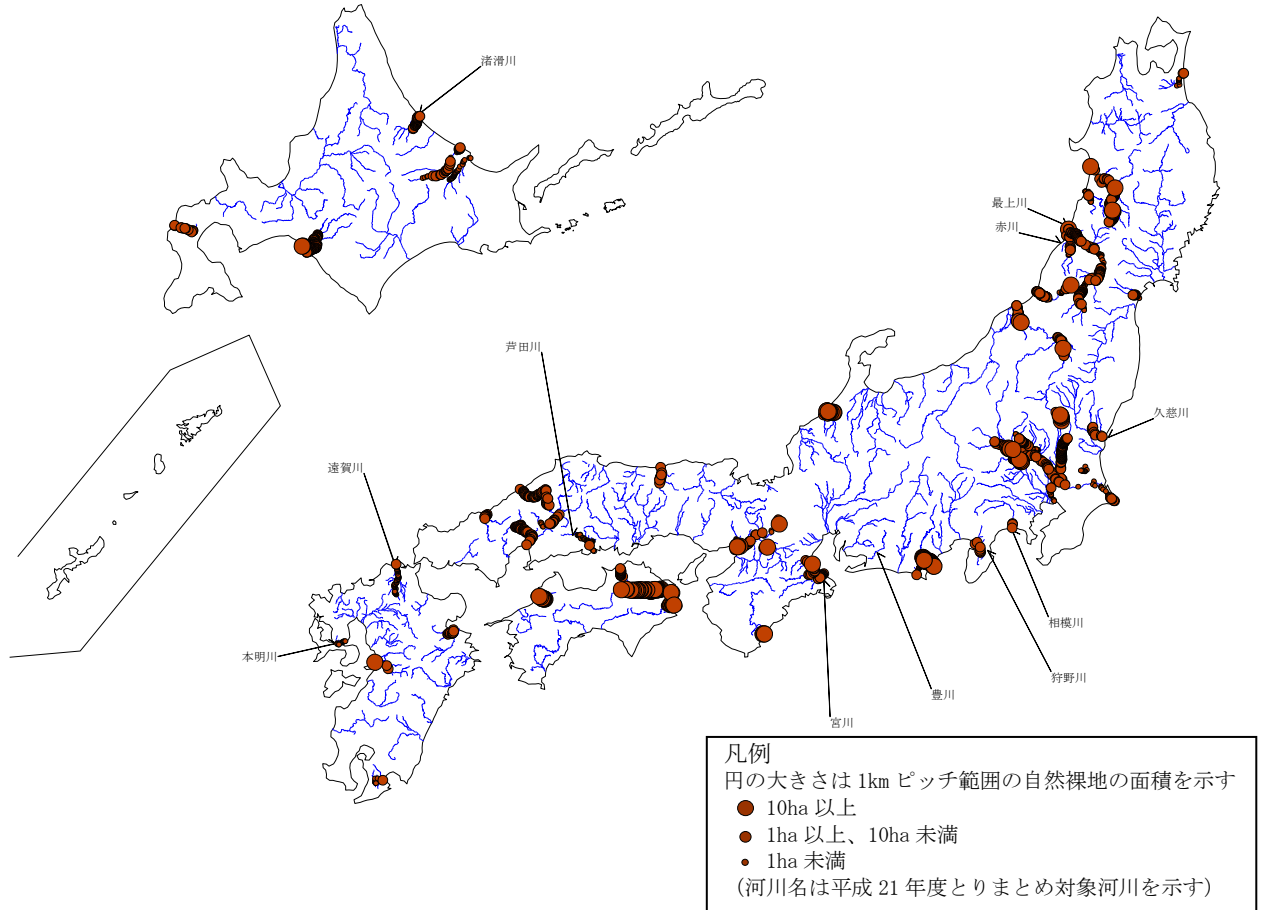 渚滑川
最上川
赤川
芦田川
久慈川
遠賀川
相模川
本明川
狩野川
豊川
宮川
凡例
円の大きさは 1km ピッチ範囲の自然裸地の面積を示す
10ha 以上
1ha 以上、10ha 未満
1ha 未満
(河川名は平成 21 年度とりまとめ対象河川を示す)